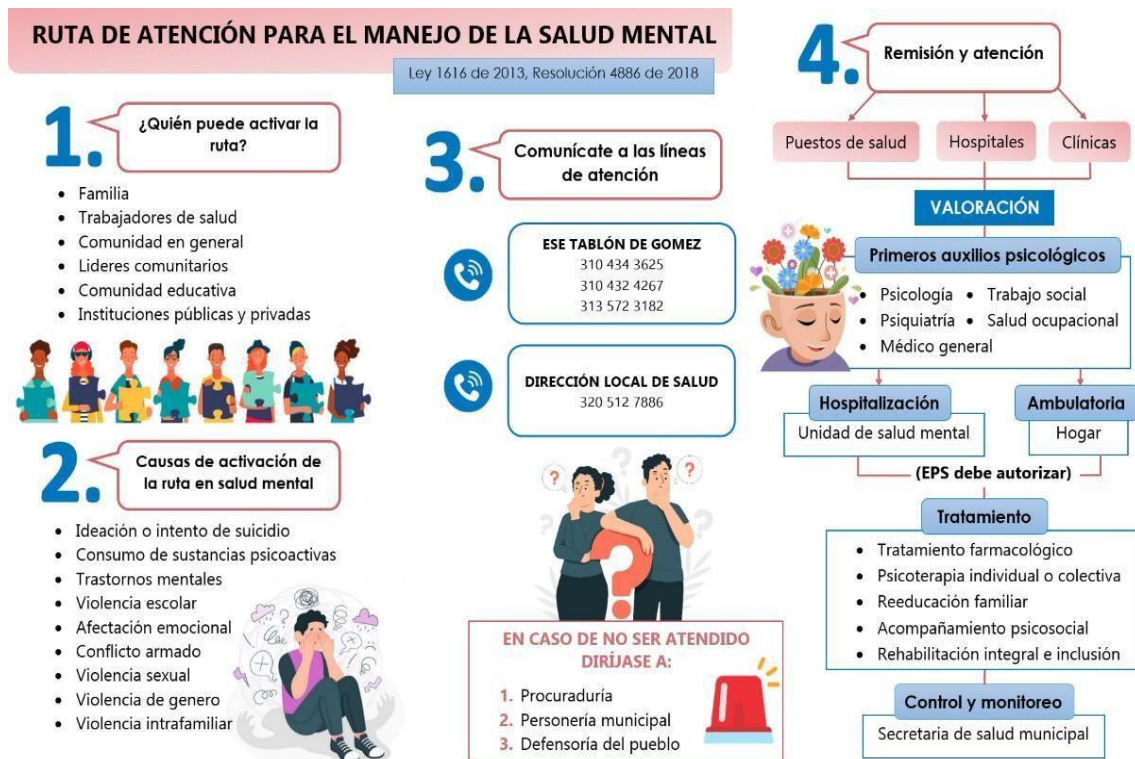 RUTA DE ATENCIÓN PARA EL MANEJO DE LA SALUD MENTAL
Ley 1616 de 2013, Resolución 4886 de 2018
1.
¿Quién puede activar la
ruta?
• Familia
• Trabajadores de salud
• Comunidad en general
• Lideres comunitarios
• Comunidad educativa
• Instituciones públicas y privadas
2.
Causas de activación de
la ruta en salud mental
• Ideación o intento de suicidio
• Consumo de sustancias psicoactivas
• Trastornos mentales
• Violencia escolar
• Afectación emocional
• Conflicto armado
• Violencia sexual
• Violencia de genero
• Violencia intrafamiliar
3.
Comunícate a las líneas
de atención
ESE TABLÓN DE GOMEZ
310 434 3625
310 432 4267
313 572 3182
DIRECCIÓN LOCAL DE SALUD
320 512 7886
?
?
?
EN CASO DE NO SER ATENDIDO
DIRÍJASE A:
1. Procuraduría
2. Personería municipal
3. Defensoría del pueblo
4.
Remisión y atención
Puestos de salud
Hospitales
Clínicas
VALORACIÓN
Primeros auxilios psicológicos
• Psicología • Trabajo social
• Psiquiatría • Salud ocupacional
• Médico general
Hospitalización
Unidad de salud mental
Ambulatoria
Hogar
(EPS debe autorizar)
Tratamiento
• Tratamiento farmacológico
• Psicoterapia individual o colectiva
• Reeducación familiar
• Acompañamiento psicosocial
• Rehabilitación integral e inclusión
Control y monitoreo
Secretaria de salud municipal